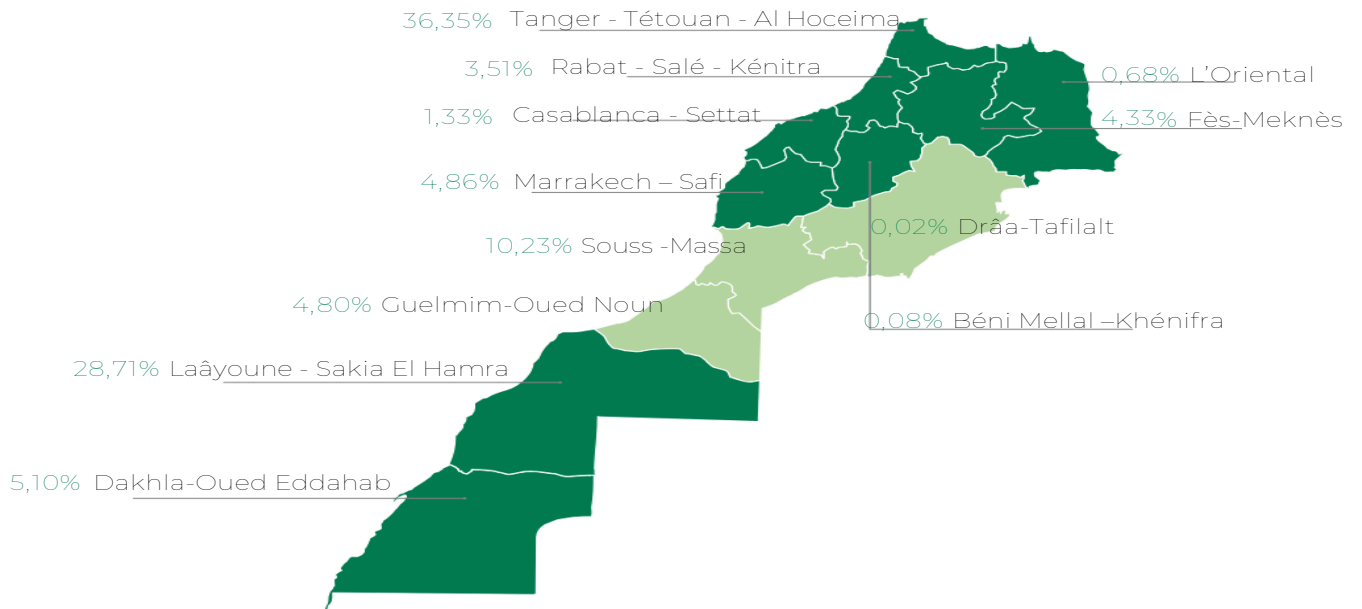 36,35% Tanger - Tétouan - Al Hoceima
3,51% Rabat - Salé - Kénitra
0,68% L'Oriental
1,33% Casablanca - Settat
4,33% Fès-Meknès
4,86% Marrakech – Safi
0,02% Drâa-Tafilalt
10,23% Souss -Massa
4,80% Guelmim-Oued Noun
0,08% Béni Mellal –Khénifra
28,71% Laâyoune - Sakia El Hamra
5,10% Dakhla-Oued Eddahab